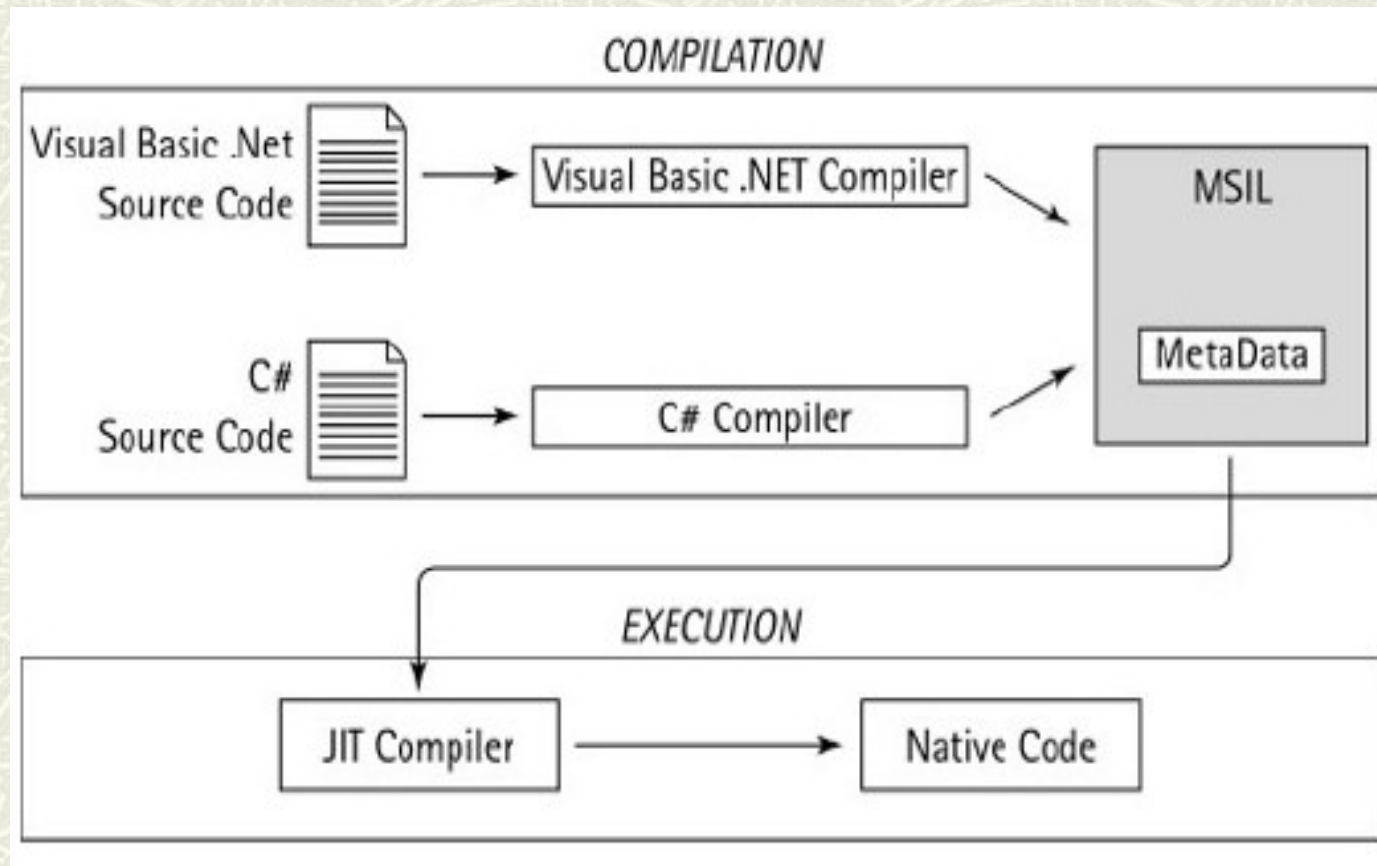 COMPILATION
Visual Basic .Net
Source Code
Visual Basic .NET Compiler
MSIL
MetaData
C#
Source Code
C# Compiler
EXECUTION
JIT Compiler
Native Code